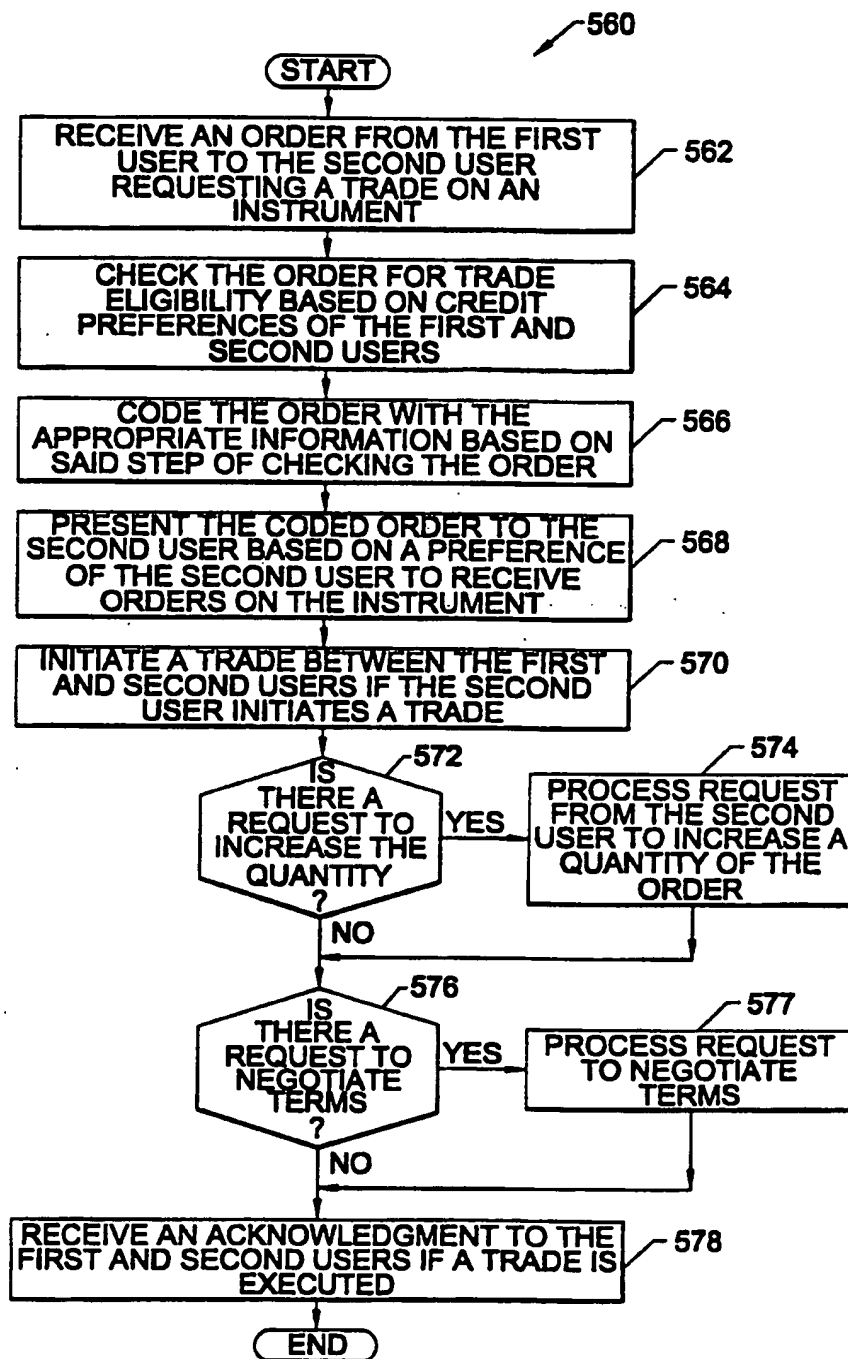 560
START
RECEIVE AN ORDER FROM THE FIRST
USER TO THE SECOND USER
REQUESTING A TRADE ON AN
INSTRUMENT
562
CHECK THE ORDER FOR TRADE
ELIGIBILITY BASED ON CREDIT
PREFERENCES OF THE FIRST AND
SECOND USERS
564
CODE THE ORDER WITH THE
APPROPRIATE INFORMATION BASED ON
SAID STEP OF CHECKING THE ORDER
566
PRESENT THE CODED ORDER TO THE
SECOND USER BASED ON A PREFERENCE
OF THE SECOND USER TO RECEIVE
ORDERS ON THE INSTRUMENT
568
INITIATE A TRADE BETWEEN THE FIRST
AND SECOND USERS IF THE SECOND
USER INITIATES A TRADE
570
572
IS
THERE A
REQUEST TO
INCREASE THE
QUANTITY
?
YES
NO
574
PROCESS REQUEST
FROM THE SECOND
USER TO INCREASE A
QUANTITY OF THE
ORDER
576
IS
THERE A
REQUEST TO
NEGOTIATE
TERMS
?
YES
NO
577
PROCESS REQUEST
TO NEGOTIATE
TERMS
RECEIVE AN ACKNOWLEDGMENT TO THE
FIRST AND SECOND USERS IF A TRADE IS
EXECUTED
578
END